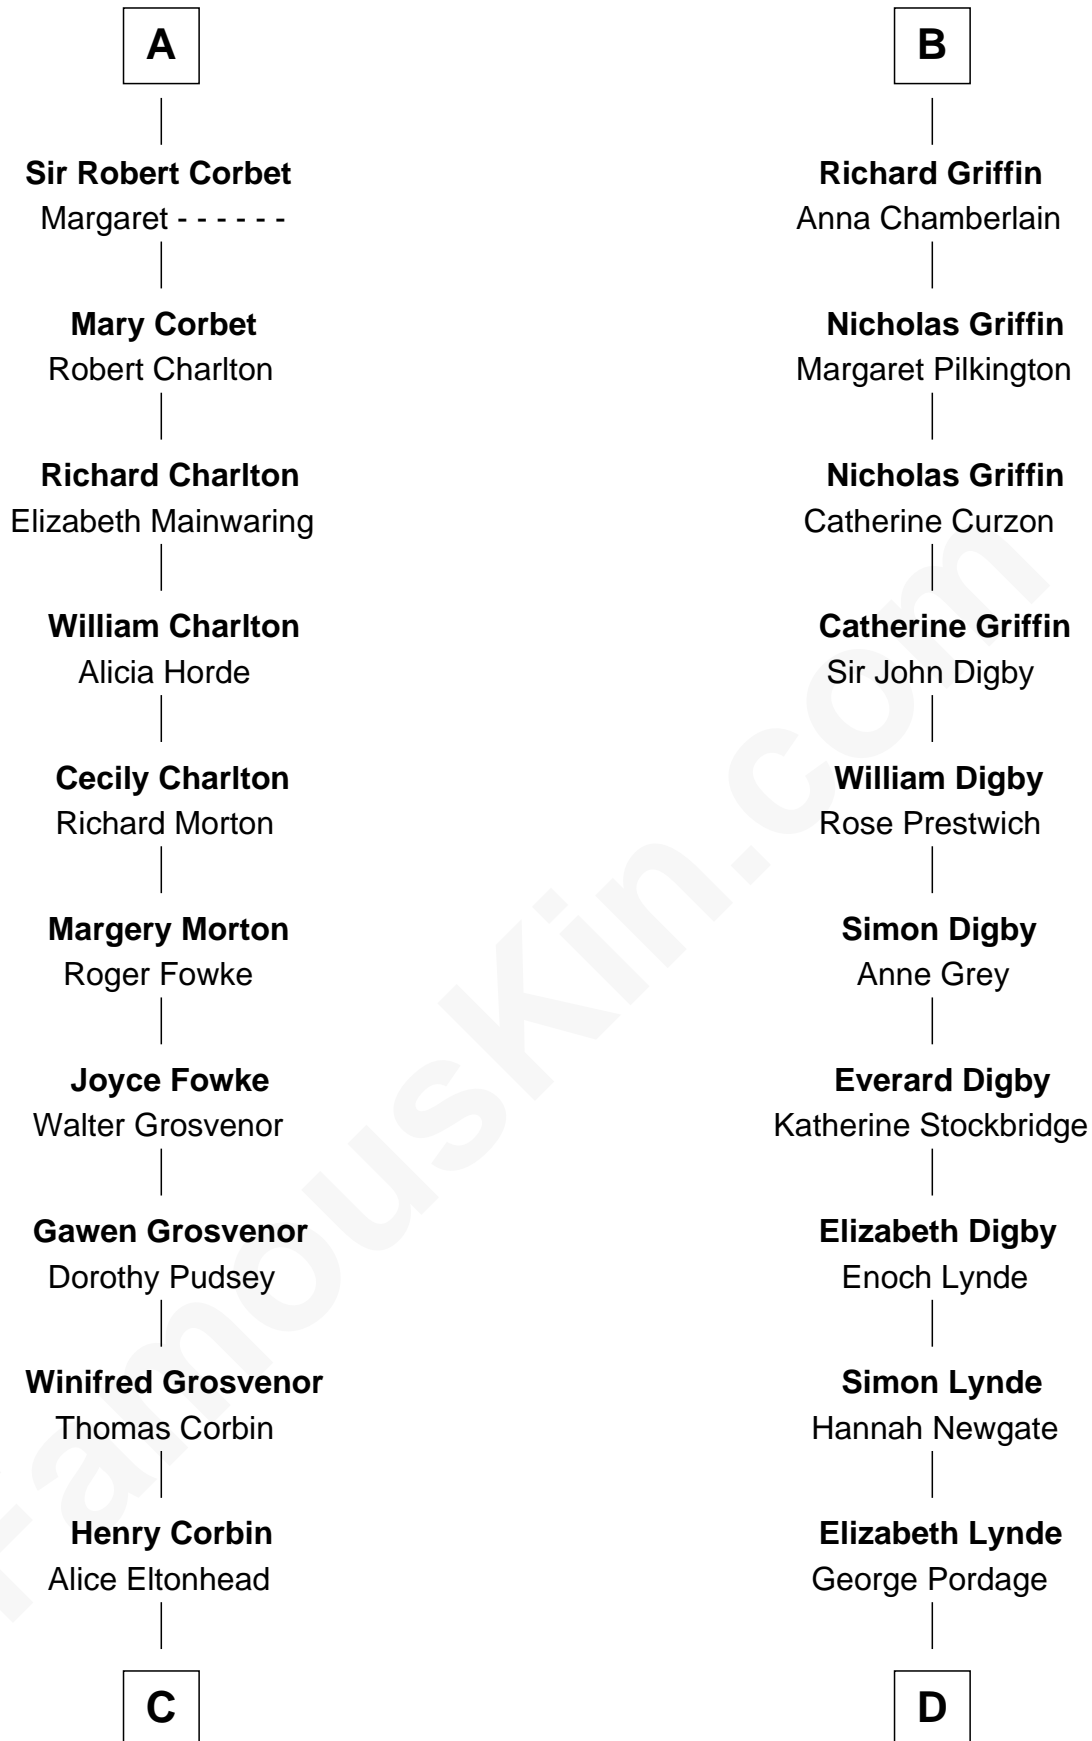 A
Sir Robert Corbet
Margaret - - - - - -
Mary Corbet
Robert Charlton
Richard Charlton
Elizabeth Mainwaring
William Charlton
Alicia Horde
Cecily Charlton
Richard Morton
Margery Morton
Roger Fowke
Joyce Fowke
Walter Grosvenor
Gawen Grosvenor
Dorothy Pudsey
Winifred Grosvenor
Thomas Corbin
Henry Corbin
Alice Eltonhead
C
B
Richard Griffin
Anna Chamberlain
Nicholas Griffin
Margaret Pilkington
Nicholas Griffin
Catherine Curzon
Catherine Griffin
Sir John Digby
William Digby
Rose Prestwich
Simon Digby
Anne Grey
Everard Digby
Katherine Stockbridge
Elizabeth Digby
Enoch Lynde
Simon Lynde
Hannah Newgate
Elizabeth Lynde
George Pordage
D
FamousKin.com